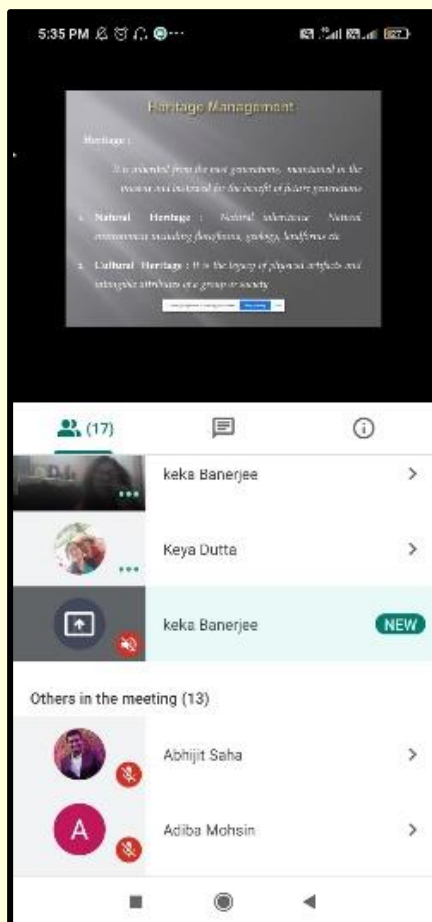 5:35 PM
27
Heritage Management
Heritage :
It is inherited from the past generations, maintained in the
present and bestowed for the benefit of future generations
1. Natural Heritage : Natural inheritance Natural
environment including flora/fauna, geology, landforms etc
2. Cultural Heritage : It is the legacy of physical artifacts and
intangible attributes of a group or society
(17)
keka Banerjee
Keya Dutta
keka Banerjee
NEW
Others in the meeting (13)
Abhijit Saha
A
Adiba Mohsin